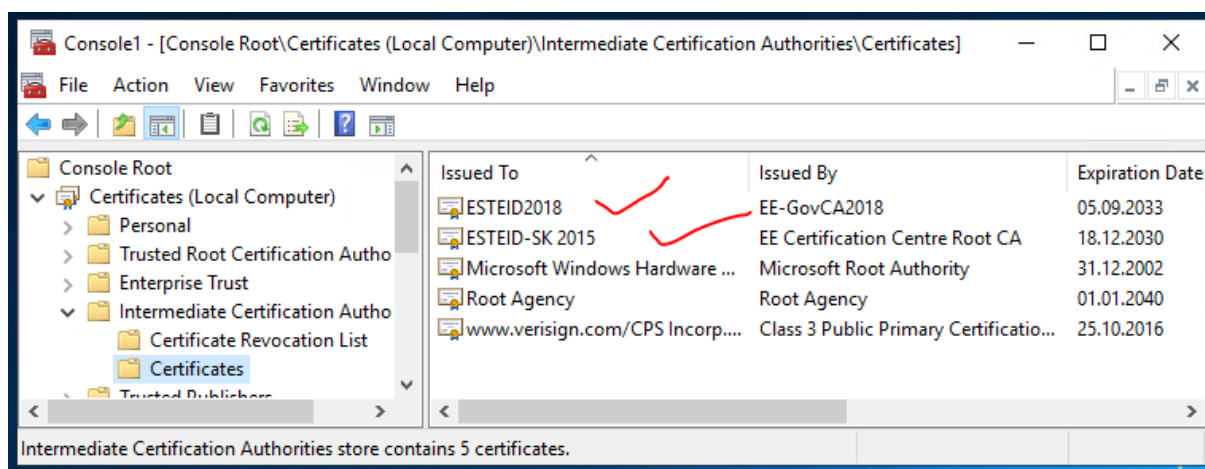 Console1 - [Console Root\Certificates (Local Computer)\Intermediate Certification Authorities\Certificates]
File Action View Favorites Window Help
Console Root
Certificates (Local Computer)
Personal
Trusted Root Certification Autho
Enterprise Trust
Intermediate Certification Autho
Certificate Revocation List
Certificates
Trusted Publishers
Issued To Issued By Expiration Date
ESTEID2018 EE-GovCA2018 05.09.2033
ESTEID-SK 2015 EE Certification Centre Root CA 18.12.2030
Microsoft Windows Hardware ... Microsoft Root Authority 31.12.2002
Root Agency Root Agency 01.01.2040
www.verisign.com/CPS Incorp.... Class 3 Public Primary Certificatio... 25.10.2016
Intermediate Certification Authorities store contains 5 certificates.